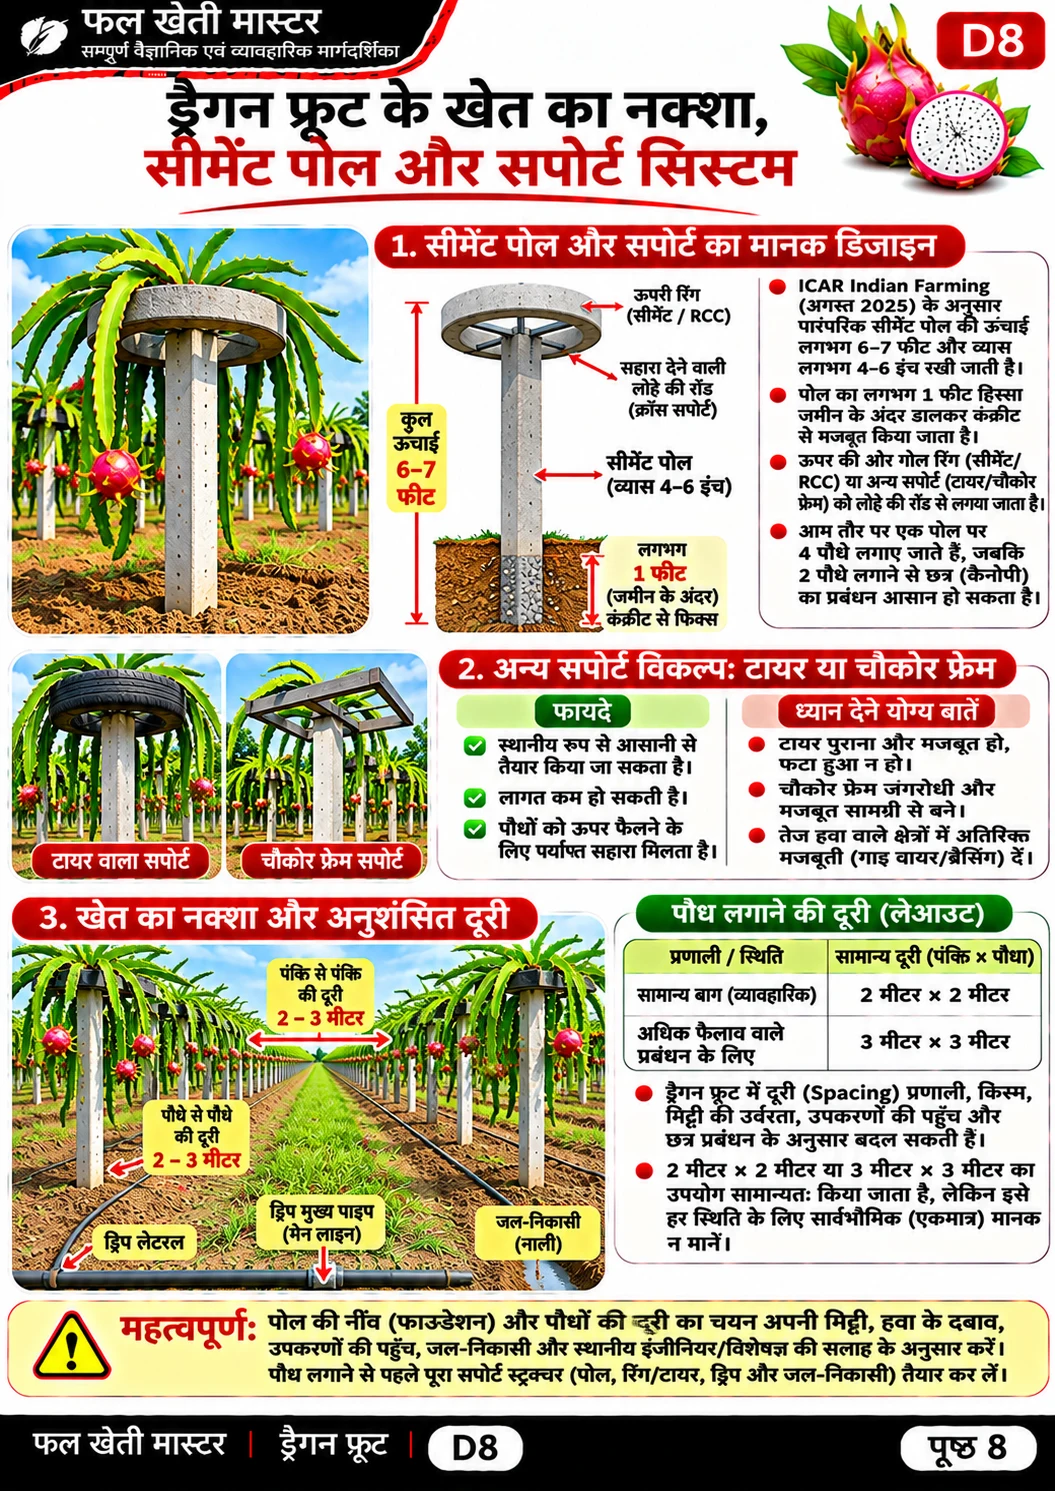 फल खेती मास्टर
सम्पूर्ण वैज्ञानिक एवं व्यावहारिक मार्गदर्शिका
D8
ड्रैगन फ्रूट के खेत का नक्शा,
सीमेंट पोल और सपोर्ट सिस्टम
1. सीमेंट पोल और सपोर्ट का मानक डिजाइन
कुल
ऊंचाई
6–7
फीट
ऊपरी रिंग
(सीमेंट / RCC)
सहारा देने वाली
लोहे की रॉड
(क्रॉस सपोर्ट)
सीमेंट पोल
(व्यास 4–6 इंच)
लगभग
1 फीट
(जमीन के अंदर)
कंक्रीट से फिक्स
ICAR Indian Farming
(अगस्त 2025) के अनुसार
पारंपरिक सीमेंट पोल की ऊंचाई
लगभग 6–7 फीट और व्यास
लगभग 4–6 इंच रखी जाती है।
पोल का लगभग 1 फीट हिस्सा
जमीन के अंदर डालकर कंक्रीट
से मजबूत किया जाता है।
ऊपर की ओर गोल रिंग (सीमेंट/
RCC) या अन्य सपोर्ट (टायर/चौकोर
फ्रेम) को लोहे की रॉड से लगया जाता है।
आम तौर पर एक पोल पर
4 पौधे लगाए जाते हैं, जबकि
2 पौधे लगाने से छत्र (कैनोपी)
का प्रबंधन आसान हो सकता है।
टायर वाला सपोर्ट
चौकोर फ्रेम सपोर्ट
2. अन्य सपोर्ट विकल्प: टायर या चौकोर फ्रेम
फायदे
स्थानीय रूप से आसानी से
तैयार किया जा सकता है।
लागत कम हो सकती है।
पौधों को ऊपर फैलने के
लिए पर्याप्त सहारा मिलता है।
ध्यान देने योग्य बातें
टायर पुराना और मजबूत हो,
फटा हुआ न हो।
चौकोर फ्रेम जंगरोधी और
मजबूत सामग्री से बने।
तेज हवा वाले क्षेत्रों में अतिरिक्त
मजबूती (गाइ वायर/ब्रैसिंग) दें।
3. खेत का नक्शा और अनुशंसित दूरी
पंक्ति से पंक्ति
की दूरी
2 – 3 मीटर
पौधे से पौधे
की दूरी
2 – 3 मीटर
ड्रिप लेटरल
ड्रिप मुख्य पाइप
(मेन लाइन)
जल-निकासी
(नाली)
पौध लगाने की दूरी (लेआउट)
प्रणाली / स्थिति सामान्य दूरी (पंक्ति × पौधा)
सामान्य बाग (व्यावहारिक) 2 मीटर × 2 मीटर
अधिक फैलाव वाले
प्रबंधन के लिए 3 मीटर × 3 मीटर
ड्रैगन फ्रूट में दूरी (Spacing) प्रणाली, किस्म,
मिट्टी की उर्वरता, उपकरणों की पहुँच और
छत्र प्रबंधन के अनुसार बदल सकती हैं।
2 मीटर × 2 मीटर या 3 मीटर × 3 मीटर का
उपयोग सामान्यतः किया जाता है, लेकिन इसे
हर स्थिति के लिए सार्वभौमिक (एकमात्र) मानक
न मानें।
महत्वपूर्ण: पोल की नींव (फाउंडेशन) और पौधों की दूरी का चयन अपनी मिट्टी, हवा के दबाव,
उपकरणों की पहुँच, जल-निकासी और स्थानीय इंजीनियर/विशेषज्ञ की सलाह के अनुसार करें।
पौध लगाने से पहले पूरा सपोर्ट स्ट्रक्चर (पोल, रिंग/टायर, ड्रिप और जल-निकासी) तैयार कर लें।
फल खेती मास्टर | ड्रैगन फ्रूट | D8
पृष्ठ 8